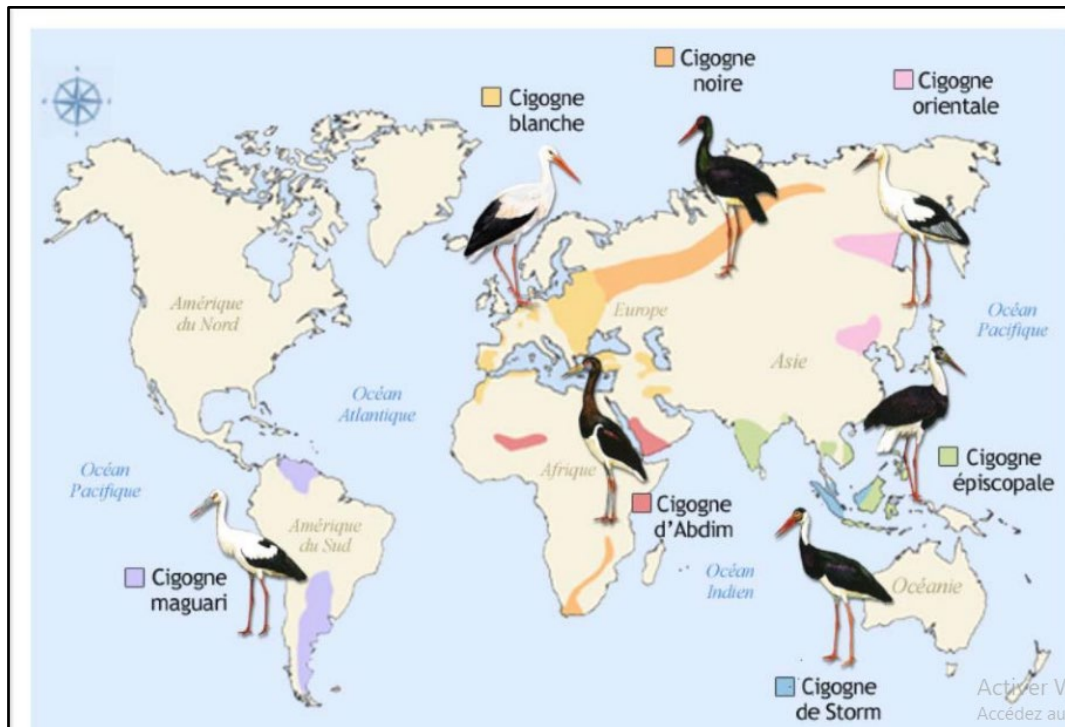 Cigogne
noire
Cigogne
orientale
Cigogne
blanche
Amérique
du Nord
Europe
Océan
Pacifique
Asie
Océan
Atlantique
Océan
Pacifique
Afrique
Cigogne
épiscopale
Cigogne
d'Abdim
Amérique
du Sud
Cigogne
maguari
Océan
Indien
Océanie
Cigogne
de Storm
Activer
Accédez au